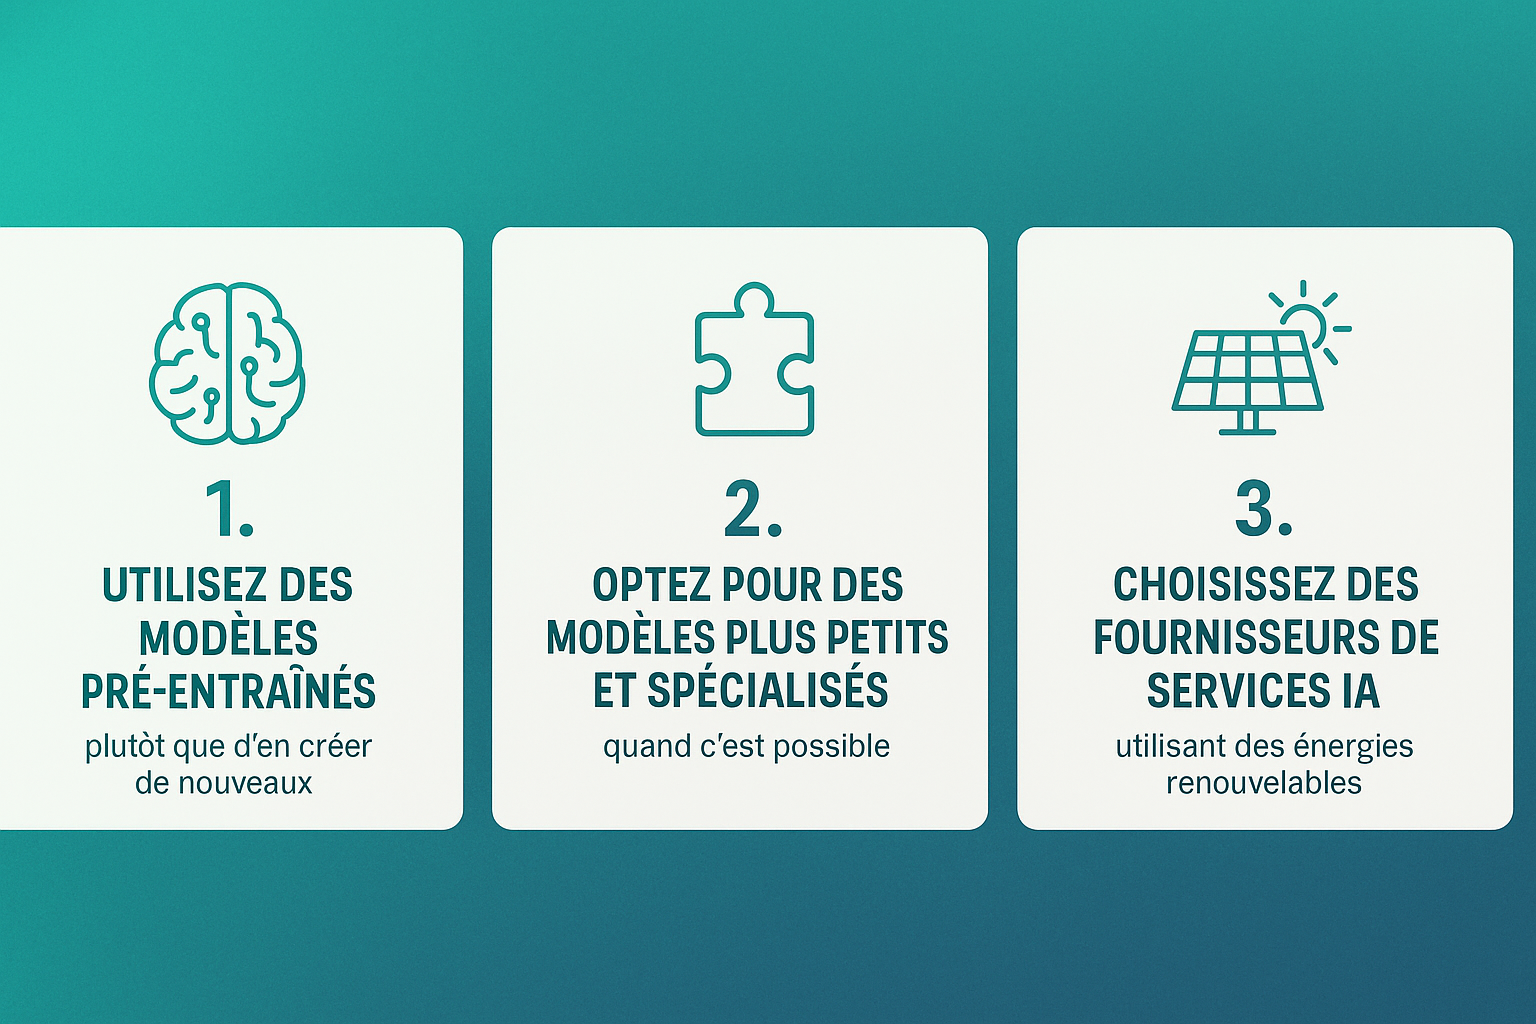 1.
UTILISEZ DES
MODÈLES
PRÉ-ENTRAÎNÉS
plutòt que d'en créer
de nouveaux
2.
OPTEZ POUR DES
MODÈLES PLUS PETITS
ET SPÉCIALISÉS
quand c'est possible
3.
CHOISISSEZ DES
FOURNISSEURS DE
SERVICES IA
utilisant des énergies
renouvelables